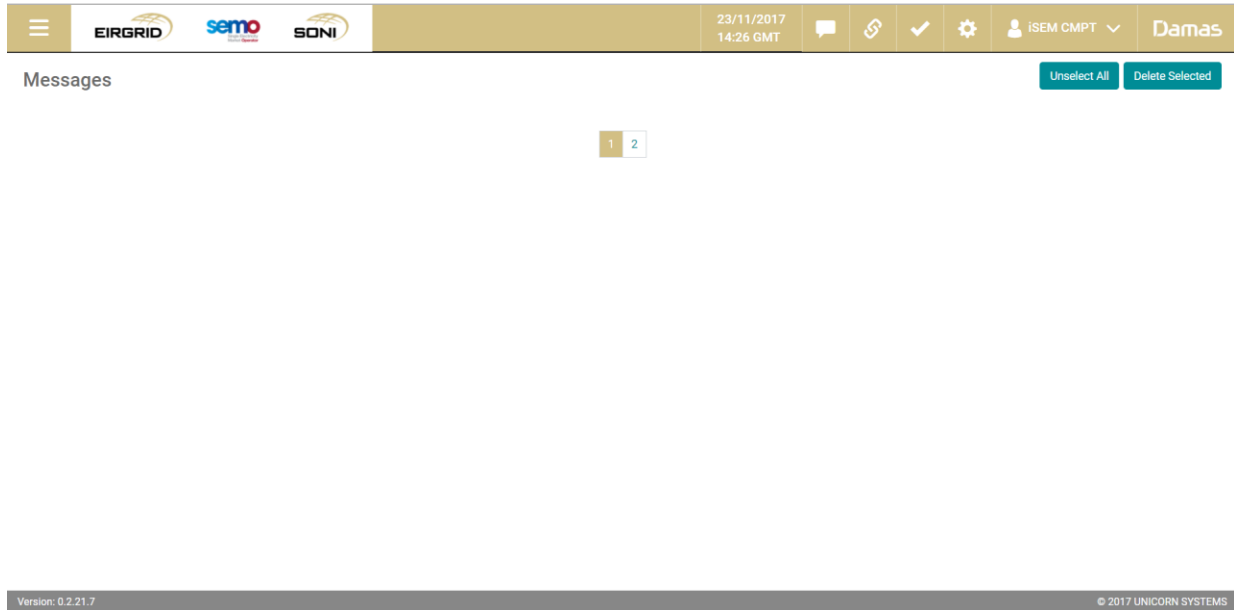 EIRGRID
semo
SONI
23/11/2017
14:26 GMT
iSEM CMPT
Damas
Messages
Unselect All
Delete Selected
1 2
Version: 0.2.21.7
© 2017 UNICORN SYSTEMS